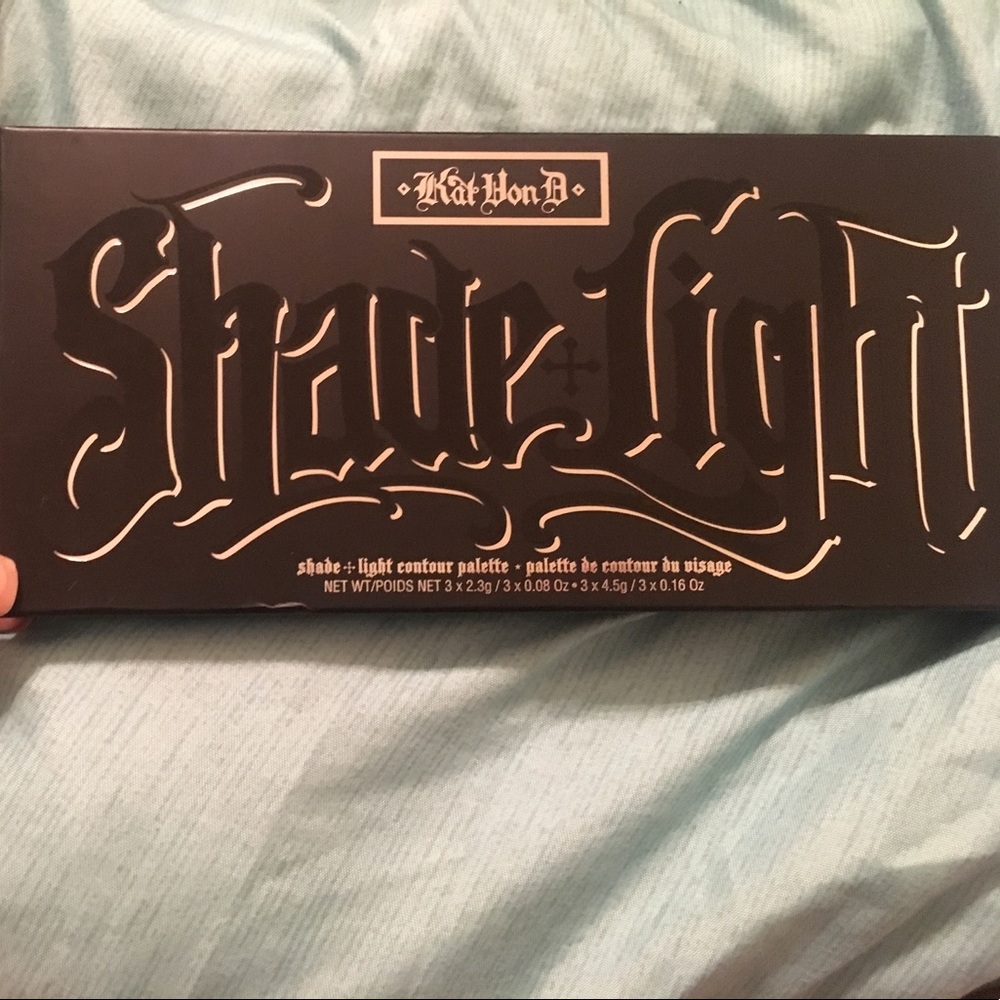 Kat Von D
Shade + Light
shade + light contour palette • palette de contour du visage
NET WT/POIDS NET 3 x 2.3g / 3 x 0.08 Oz • 3 x 4.5g / 3 x 0.16 Oz